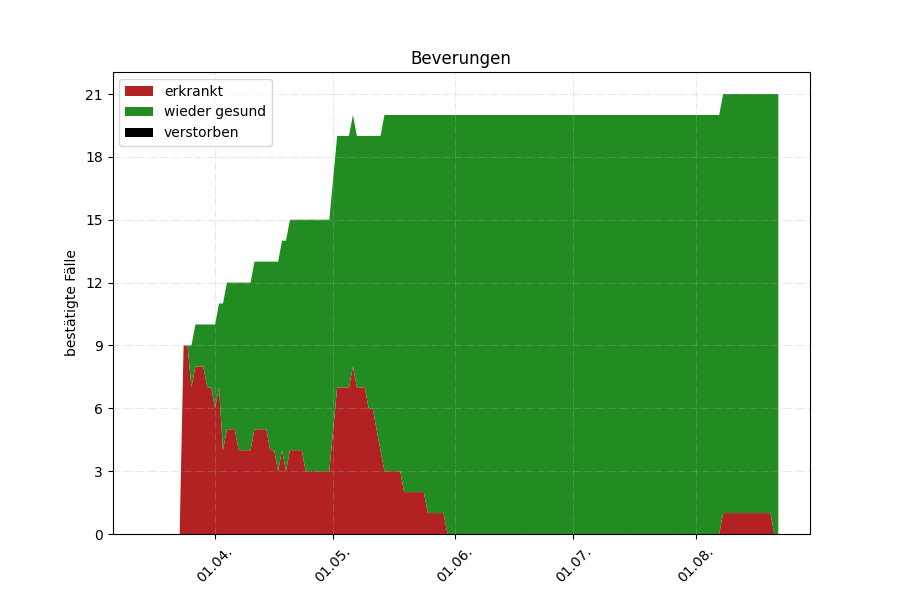 Beverungen
erkrankt
wieder gesund
verstorben
bestätigte Fälle
21
18
15
12
9
6
3
0
01.04.
01.05.
01.06.
01.07.
01.08.